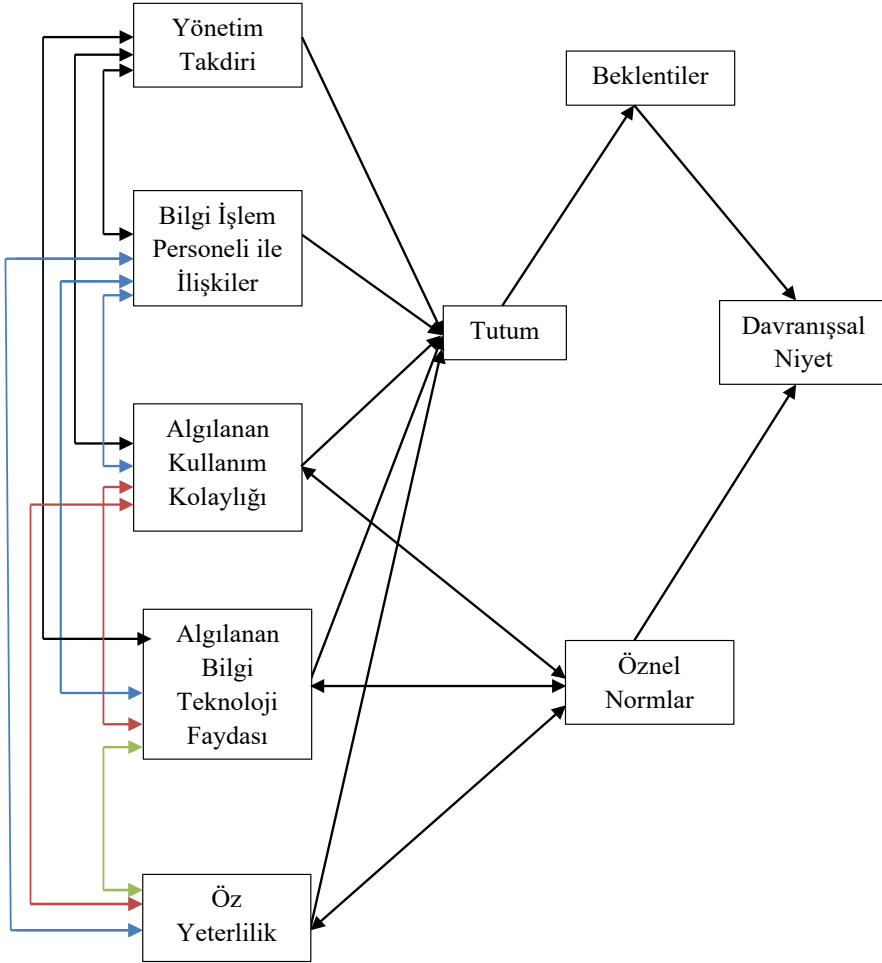 Yönetim
Takdiri
Beklentiler
Bilgi İşlem
Personeli ile
İlişkiler
Tutum
Davranışsal
Niyet
Algılanan
Kullanım
Kolaylığı
Algılanan
Bilgi
Teknoloji
Faydası
Öznel
Normlar
Öz
Yeterlilik